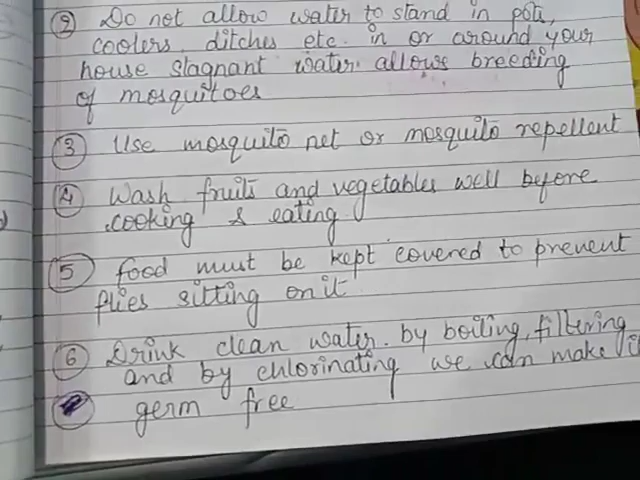 ② Do not allow water to stand in pots,
coolers, ditches etc. in or around your
house stagnant water allows breeding
of mosquitoes
③ Use mosquito net or mosquito repellent
④ Wash fruits and vegetables well before
cooking & eating
⑤ food must be kept covered to prevent
flies sitting on it
⑥ Drink clean water. by boiling, filtering
and by chlorinating we can make it
germ free